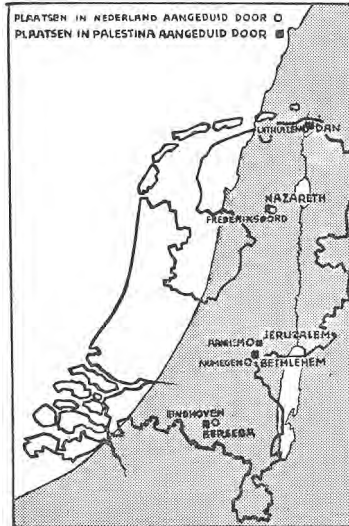 PLAATSEN IN NEDERLAND AANGEDUID DOOR
PLAATSEN IN PALESTINA AANGEDUID DOOR
DAN
NAZARETH
FREDERIKSOORD
JERUZALEM
ARNHEM
NIJMEGEN
BETHLEHEM
EINDHOVEN
BERSEBA